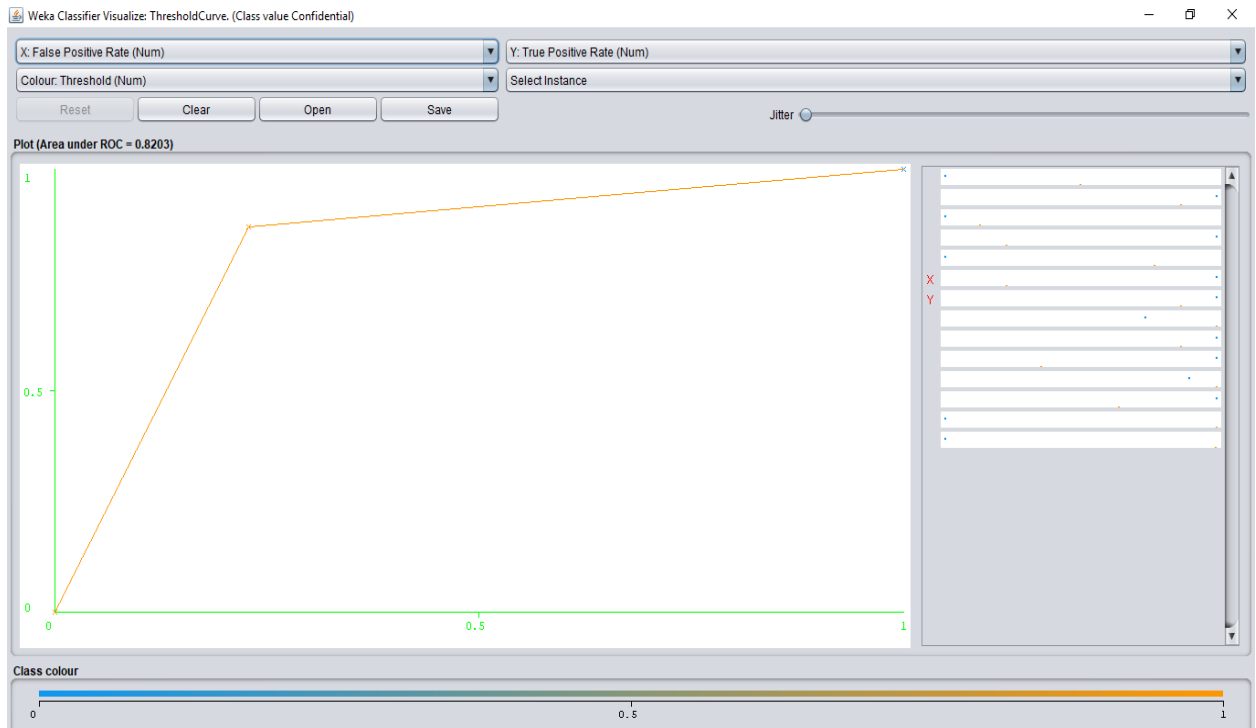 Weka Classifier Visualize: ThresholdCurve. (Class value Confidential)
X: False Positive Rate (Num) Y: True Positive Rate (Num)
Colour: Threshold (Num) Select Instance
Reset Clear Open Save Jitter
Plot (Area under ROC = 0.8203)
1
X
Y
0.5
0
0 0.5 1
Class colour
0 0.5 1